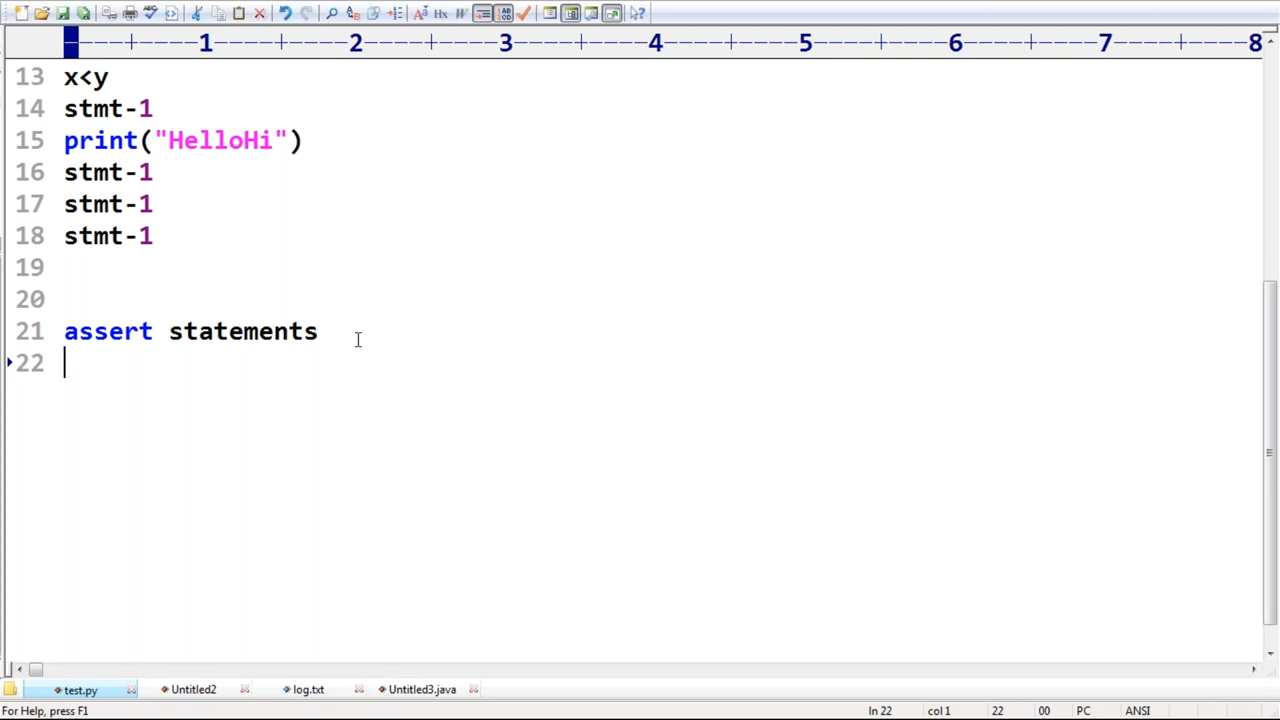 1 2 3 4 5 6 7 8
13 x<y
14 stmt-1
15 print("HelloHi")
16 stmt-1
17 stmt-1
18 stmt-1
19
20
21 assert statements
22
test.py Untitled2 log.txt Untitled3.java
For Help, press F1 ln 22 col 1 22 00 PC ANSI